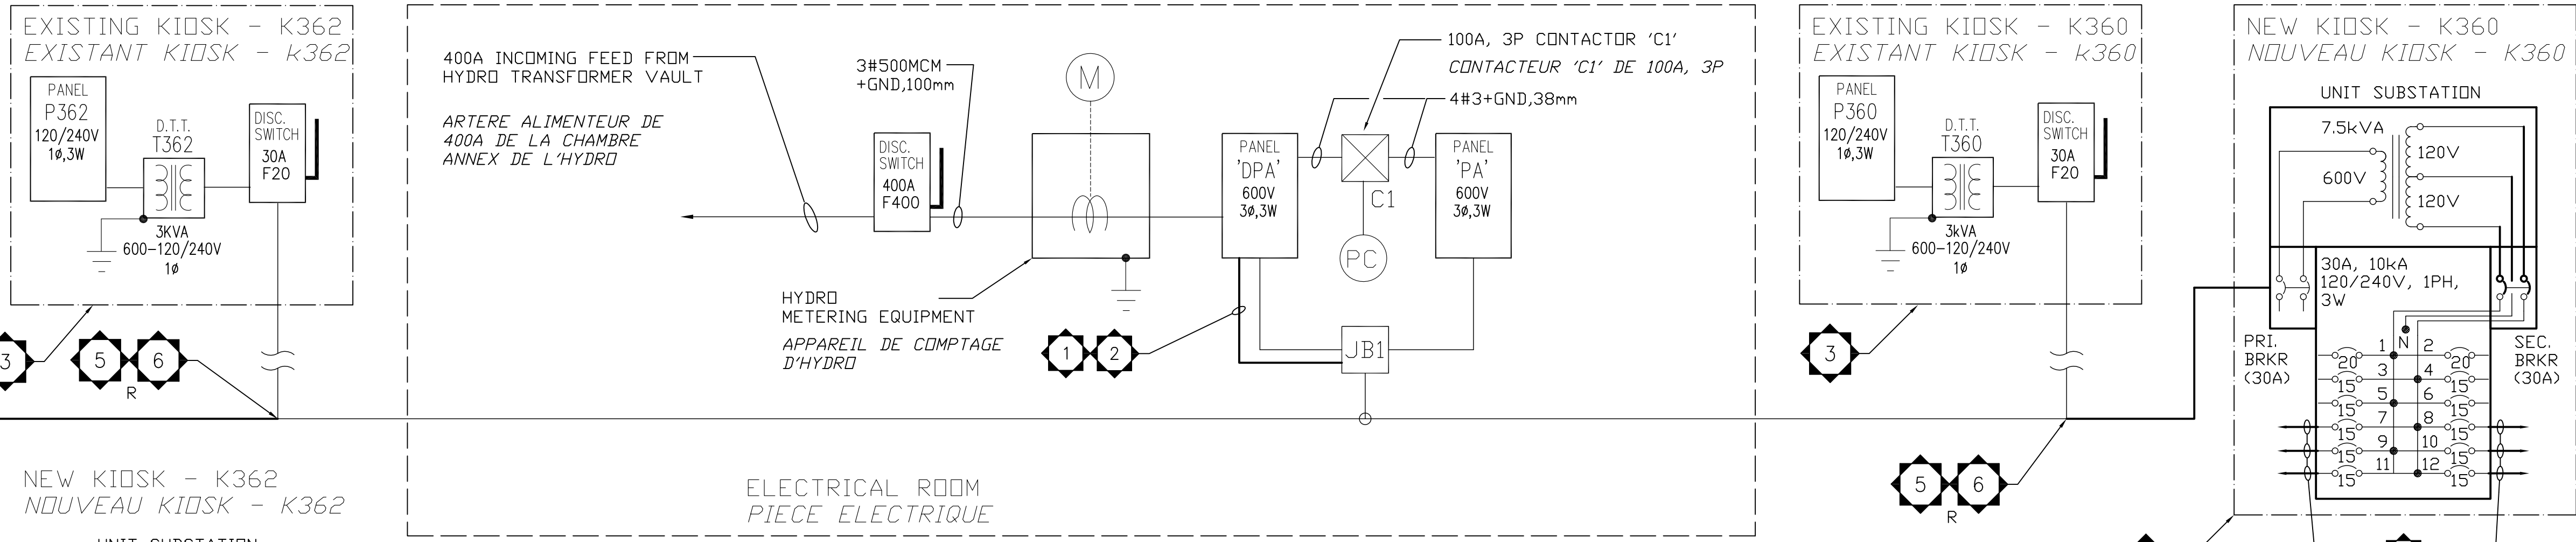 EXISTING KIOSK - K362
EXISTANT KIOSK - k362
PANEL
P362
120/240V
1ø,3W
D.T.T.
T362
DISC.
SWITCH
30A
F20
3KVA
600-120/240V
1ø
3
5
6
R
NEW KIOSK - K362
NOUVEAU KIOSK - K362
400A INCOMING FEED FROM
HYDRO TRANSFORMER VAULT
ARTERE ALIMENTEUR DE
400A DE LA CHAMBRE
ANNEX DE L'HYDRO
3#500MCM
+GND,100mm
DISC.
SWITCH
400A
F400
M
HYDRO
METERING EQUIPMENT
APPAREIL DE COMPTAGE
D'HYDRO
PANEL
'DPA'
600V
3ø,3W
100A, 3P CONTACTOR 'C1'
CONTACTEUR 'C1' DE 100A, 3P
4#3+GND,38mm
C1
PC
PANEL
'PA'
600V
3ø,3W
1
2
JB1
ELECTRICAL ROOM
PIECE ELECTRIQUE
EXISTING KIOSK - K360
EXISTANT KIOSK - k360
PANEL
P360
120/240V
1ø,3W
D.T.T.
T360
DISC.
SWITCH
30A
F20
3kVA
600-120/240V
1ø
3
5
6
R
NEW KIOSK - K360
NOUVEAU KIOSK - K360
UNIT SUBSTATION
7.5kVA
120V
600V
120V
30A, 10kA
120/240V, 1PH,
3W
PRI.
BRKR
(30A)
SEC.
BRKR
(30A)
N
20 1 2 20
15 3 4 15
15 5 6 15
15 7 8 15
15 9 10 15
15 11 12 15
UNIT SUBSTATION